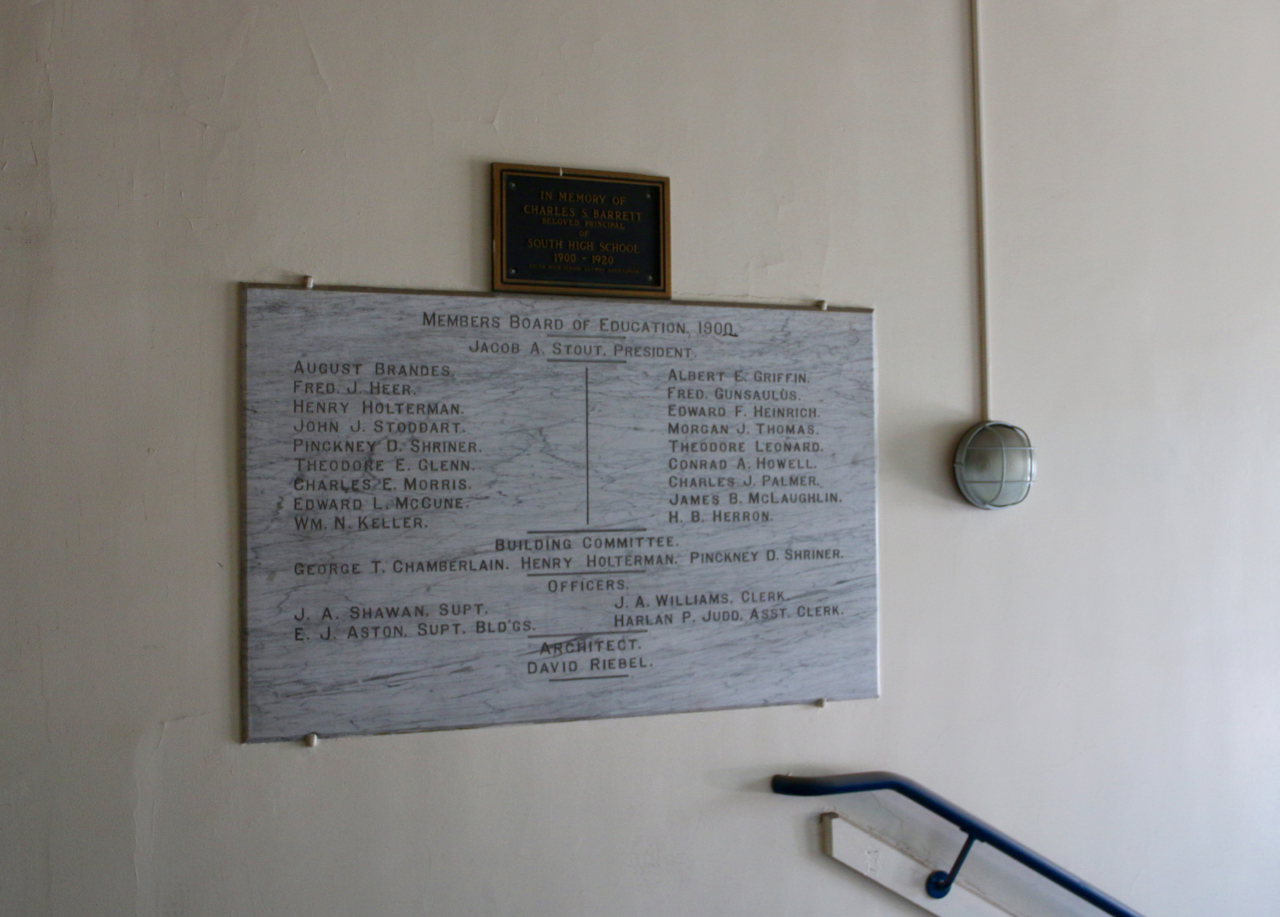 IN MEMORY OF
CHARLES S. BARRETT
BELOVED PRINCIPAL
OF
SOUTH HIGH SCHOOL
1900 - 1920
MEMBERS BOARD OF EDUCATION, 1900.
JACOB A. STOUT, PRESIDENT.
AUGUST BRANDES.
FRED. J. HEER.
HENRY HOLTERMAN.
JOHN J. STODDART.
PINCKNEY D. SHRINER.
THEODORE E. GLENN.
CHARLES E. MORRIS.
EDWARD L. MCCUNE.
WM. N. KELLER.
ALBERT E. GRIFFIN.
FRED. GUNSAULUS.
EDWARD F. HEINRICH.
MORGAN J. THOMAS.
THEODORE LEONARD.
CONRAD A. HOWELL.
CHARLES J. PALMER.
JAMES B. MCLAUGHLIN.
H. B. HERRON.
BUILDING COMMITTEE.
GEORGE T. CHAMBERLAIN. HENRY HOLTERMAN. PINCKNEY D. SHRINER.
OFFICERS.
J. A. SHAWAN, SUPT.
E. J. ASTON, SUPT. BLD'GS.
J. A. WILLIAMS, CLERK.
HARLAN P. JUDD, ASST. CLERK.
ARCHITECT.
DAVID RIEBEL.